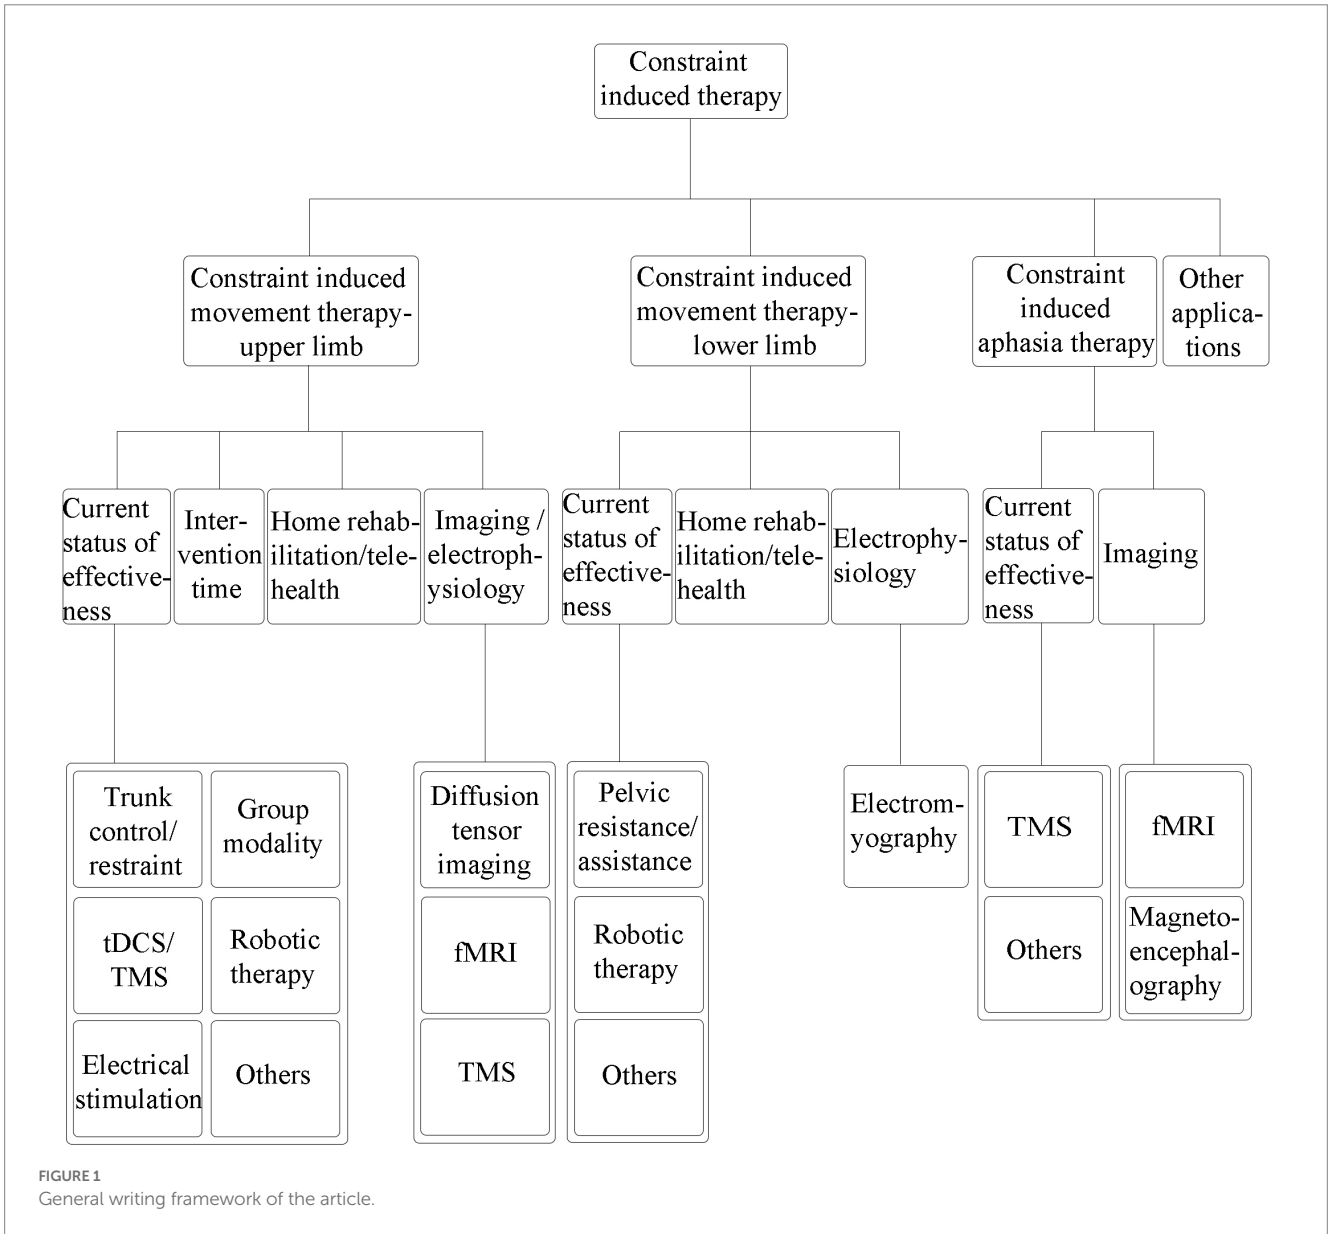 Constraint
induced therapy
Constraint induced
movement therapy-
upper limb
Constraint induced
movement therapy-
lower limb
Constraint
induced
aphasia therapy
Other
applica-
tions
Current
status of
effective-
ness
Inter-
vention
time
Home rehab-
ilitation/tele-
health
Imaging /
electroph-
ysiology
Current
status of
effective-
ness
Home rehab-
ilitation/tele-
health
Electrophy-
siology
Current
status of
effective-
ness
Imaging
Trunk
control/
restraint
Group
modality
tDCS/
TMS
Robotic
therapy
Electrical
stimulation
Others
Diffusion
tensor
imaging
fMRI
TMS
Pelvic
resistance/
assistance
Robotic
therapy
Others
Electrom-
yography
TMS
Others
fMRI
Magneto-
encephal-
ography
FIGURE 1
General writing framework of the article.